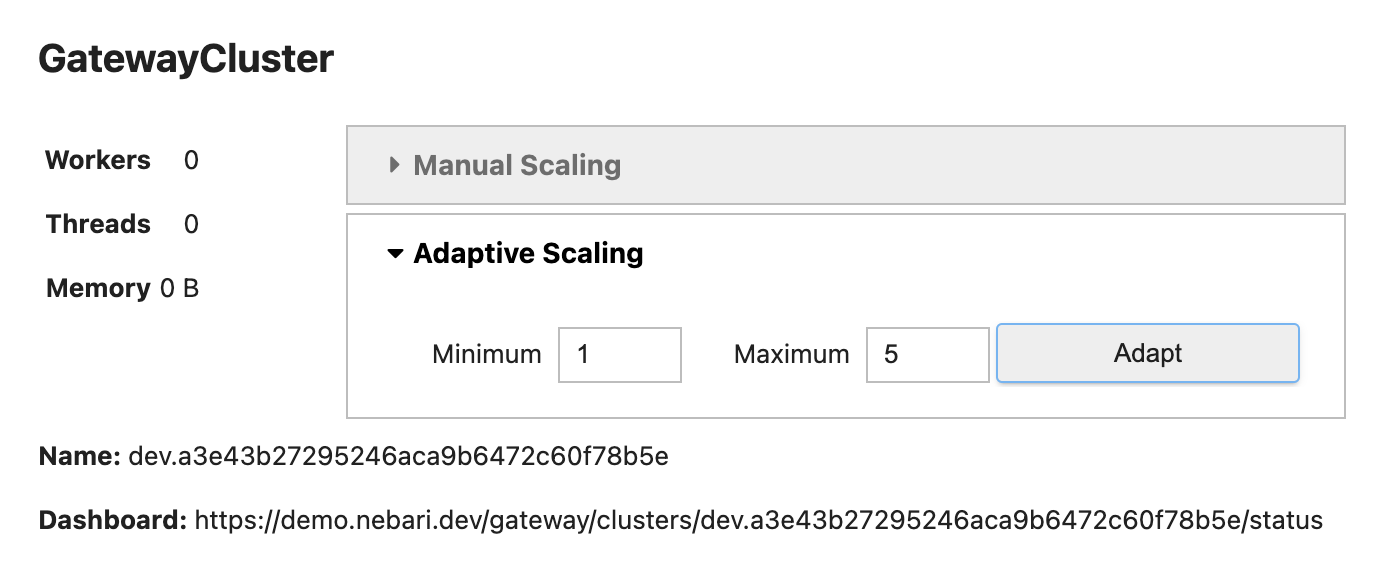 GatewayCluster
Workers 0
Threads 0
Memory 0 B
Manual Scaling
Adaptive Scaling
Minimum 1 Maximum 5 Adapt
Name: dev.a3e43b27295246aca9b6472c60f78b5e
Dashboard: https://demo.nebari.dev/gateway/clusters/dev.a3e43b27295246aca9b6472c60f78b5e/status